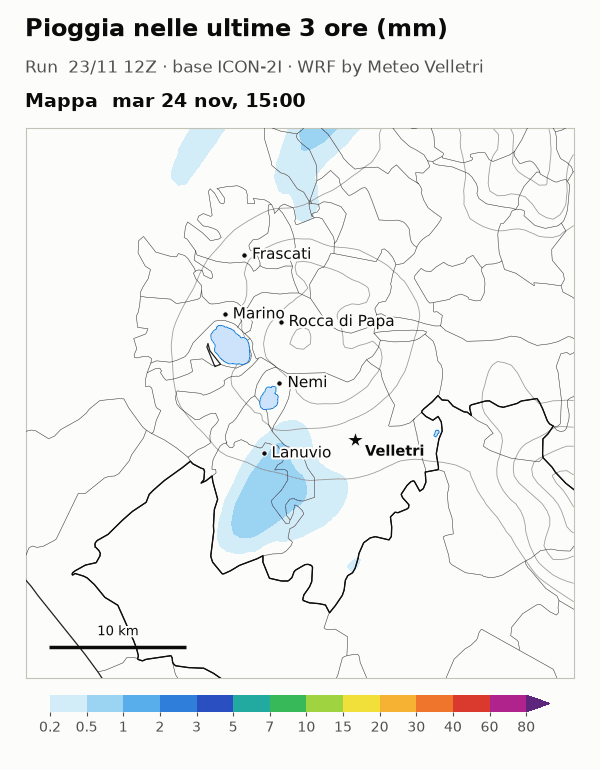 Pioggia nelle ultime 3 ore (mm)
Run  23/11 12Z · base ICON-2I · WRF by Meteo Velletri
Mappa  mar 24 nov, 15:00
Frascati
Marino
Rocca di Papa
Nemi
Velletri
Lanuvio
10 km
0.2 0.5 1 2 3 5 7 10 15 20 30 40 60 80